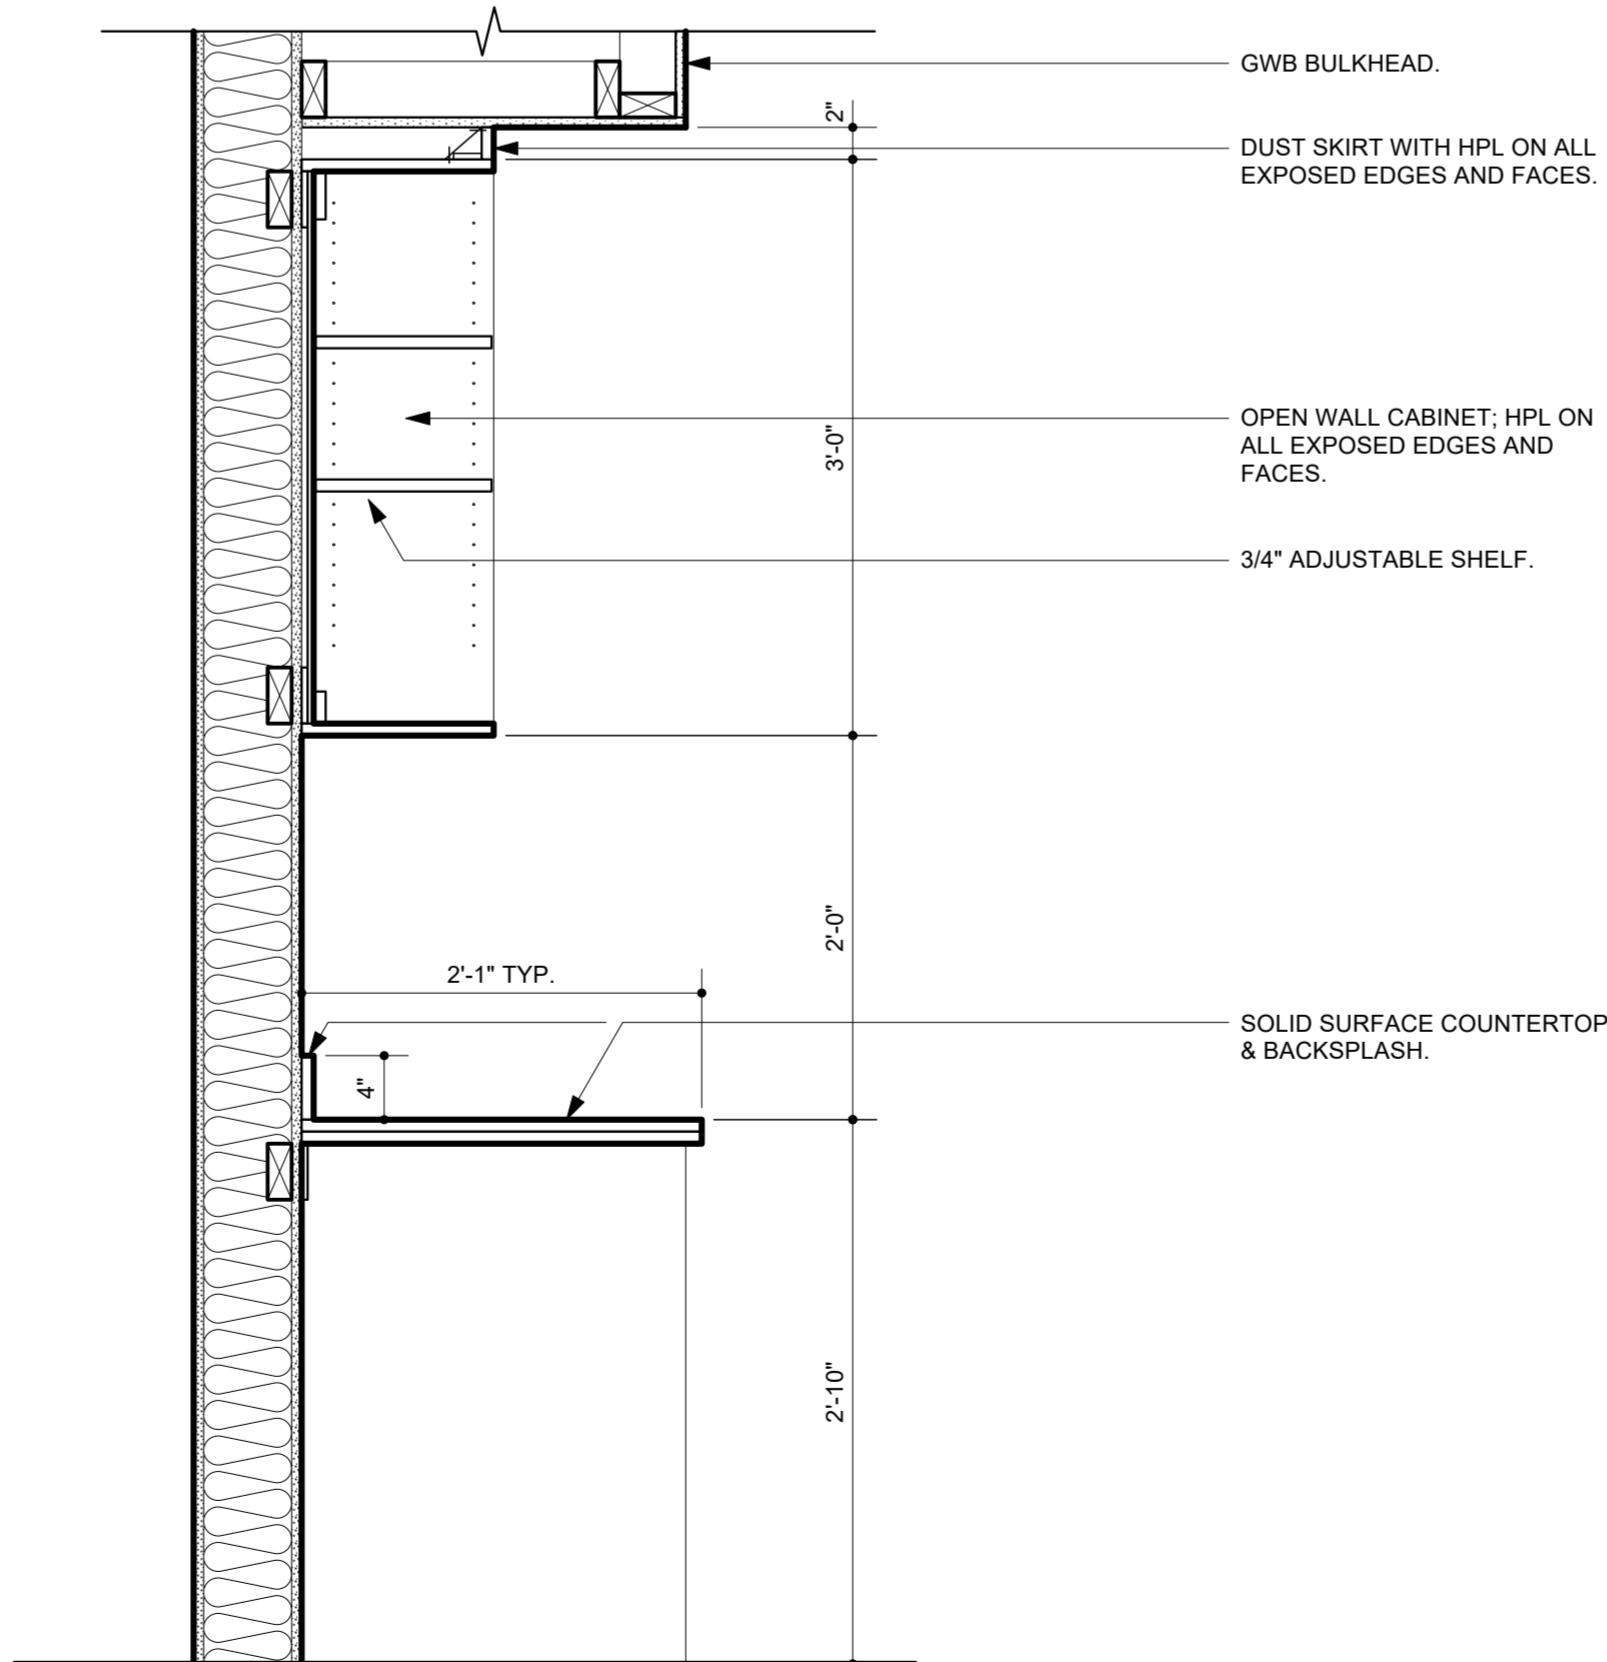 GWB BULKHEAD.
2"
DUST SKIRT WITH HPL ON ALL
EXPOSED EDGES AND FACES.
OPEN WALL CABINET; HPL ON
ALL EXPOSED EDGES AND
FACES.
3'-0"
3/4" ADJUSTABLE SHELF.
2'-0"
2'-1" TYP.
SOLID SURFACE COUNTERTOP
& BACKSPLASH.
4"
2'-10"